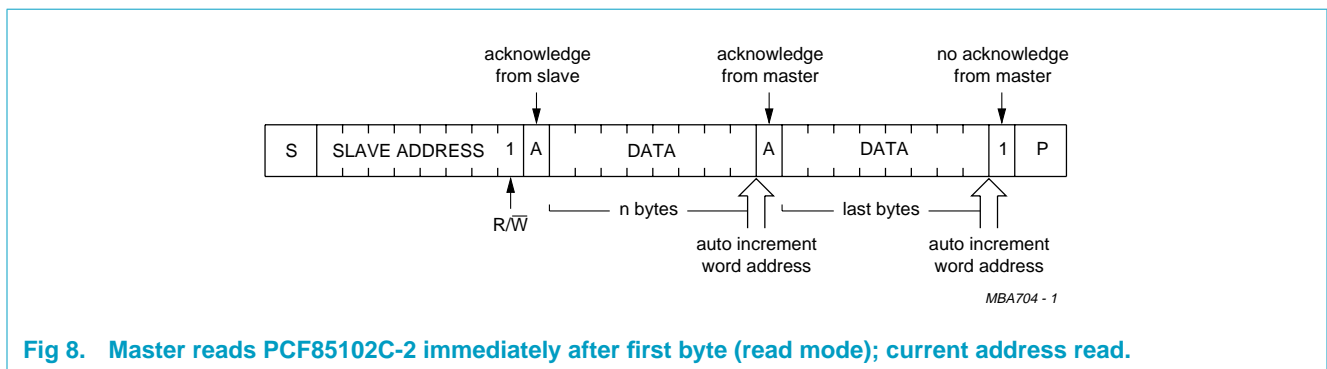 acknowledge
from slave
acknowledge
from master
no acknowledge
from master
S SLAVE ADDRESS 1 A DATA A DATA 1 P
R/W̅
n bytes
last bytes
auto increment
word address
auto increment
word address
MBA704 - 1
Fig 8. Master reads PCF85102C-2 immediately after first byte (read mode); current address read.